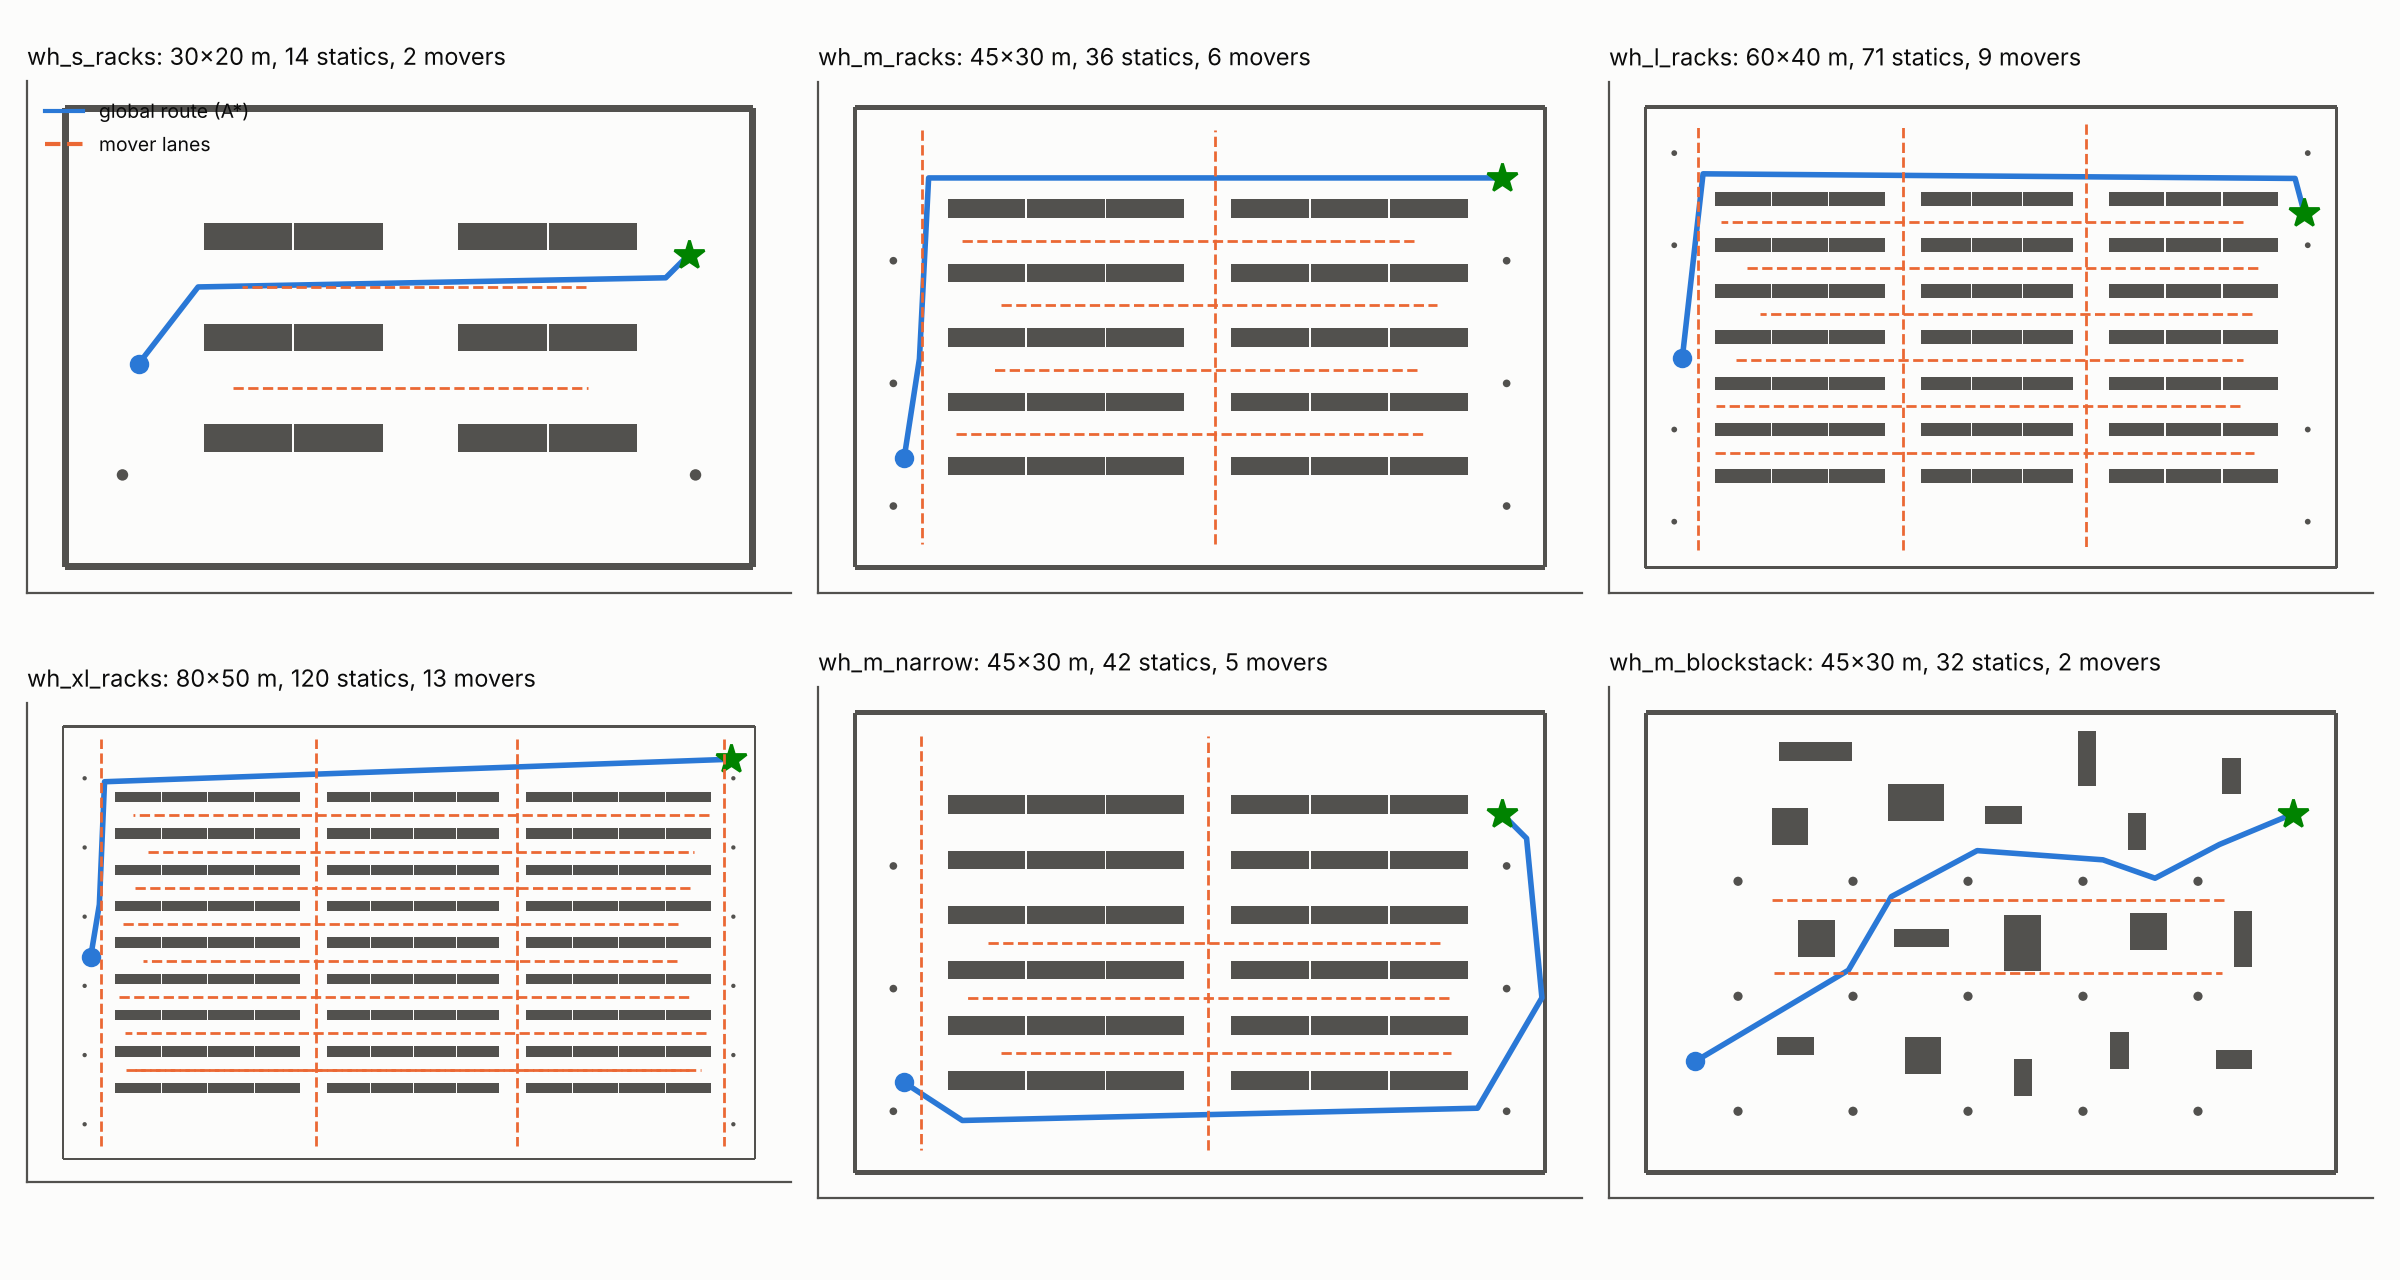 wh_s_racks: 30×20 m, 14 statics, 2 movers
global route (A*)
mover lanes
wh_m_racks: 45×30 m, 36 statics, 6 movers
wh_l_racks: 60×40 m, 71 statics, 9 movers
wh_xl_racks: 80×50 m, 120 statics, 13 movers
wh_m_narrow: 45×30 m, 42 statics, 5 movers
wh_m_blockstack: 45×30 m, 32 statics, 2 movers